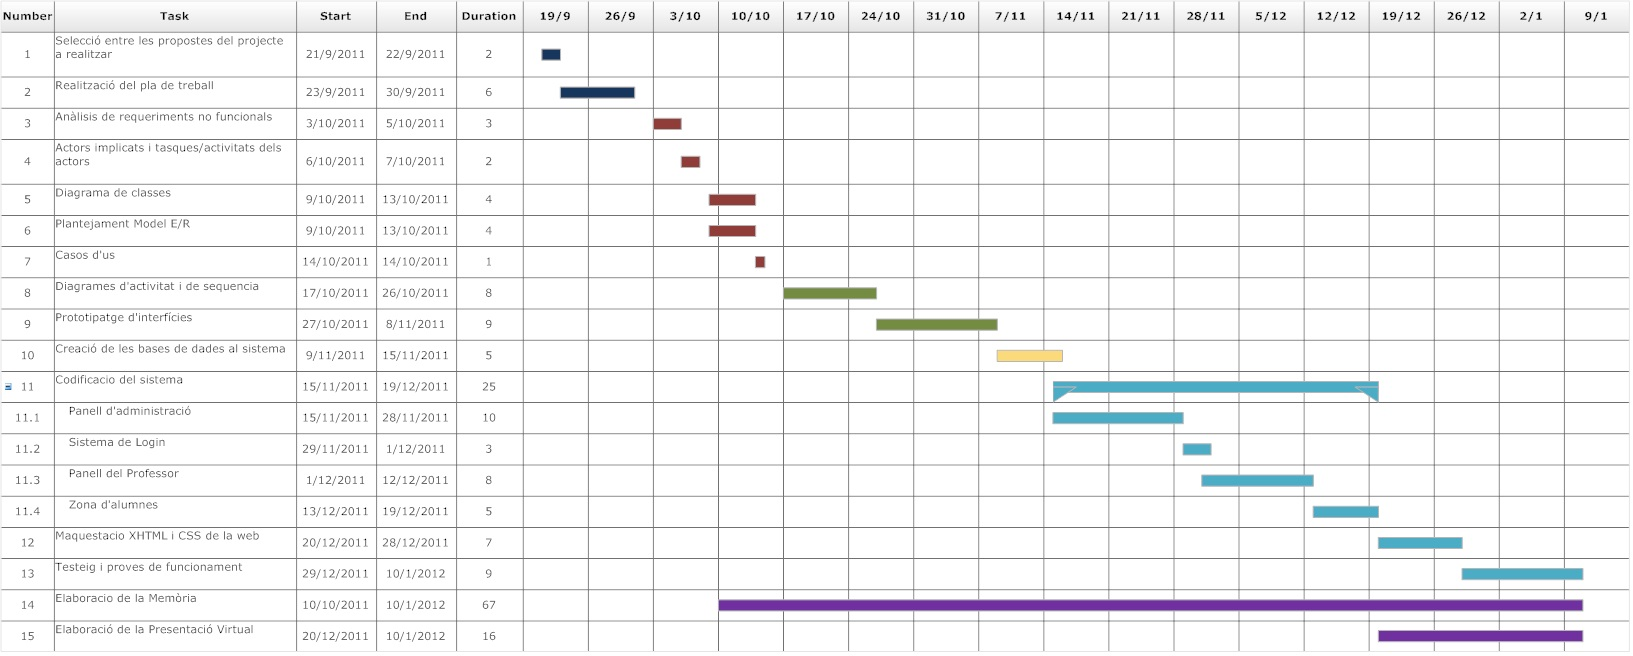 Number Task Start End Duration 19/9 26/9 3/10 10/10 17/10 24/10 31/10 7/11 14/11 21/11 28/11 5/12 12/12 19/12 26/12 2/1 9/1
1 Selecció entre les propostes del projecte
a realitzar 21/9/2011 22/9/2011 2
2 Realització del pla de treball 23/9/2011 30/9/2011 6
3 Anàlisis de requeriments no funcionals 3/10/2011 5/10/2011 3
4 Actors implicats i tasques/activitats dels
actors 6/10/2011 7/10/2011 2
5 Diagrama de classes 9/10/2011 13/10/2011 4
6 Plantejament Model E/R 9/10/2011 13/10/2011 4
7 Casos d'us 14/10/2011 14/10/2011 1
8 Diagrames d'activitat i de sequencia 17/10/2011 26/10/2011 8
9 Prototipatge d'interfícies 27/10/2011 8/11/2011 9
10 Creació de les bases de dades al sistema 9/11/2011 15/11/2011 5
11 Codificacio del sistema 15/11/2011 19/12/2011 25
11.1 Panell d'administració 15/11/2011 28/11/2011 10
11.2 Sistema de Login 29/11/2011 1/12/2011 3
11.3 Panell del Professor 1/12/2011 12/12/2011 8
11.4 Zona d'alumnes 13/12/2011 19/12/2011 5
12 Maquestacio XHTML i CSS de la web 20/12/2011 28/12/2011 7
13 Testeig i proves de funcionament 29/12/2011 10/1/2012 9
14 Elaboracio de la Memòria 10/10/2011 10/1/2012 67
15 Elaboració de la Presentació Virtual 20/12/2011 10/1/2012 16